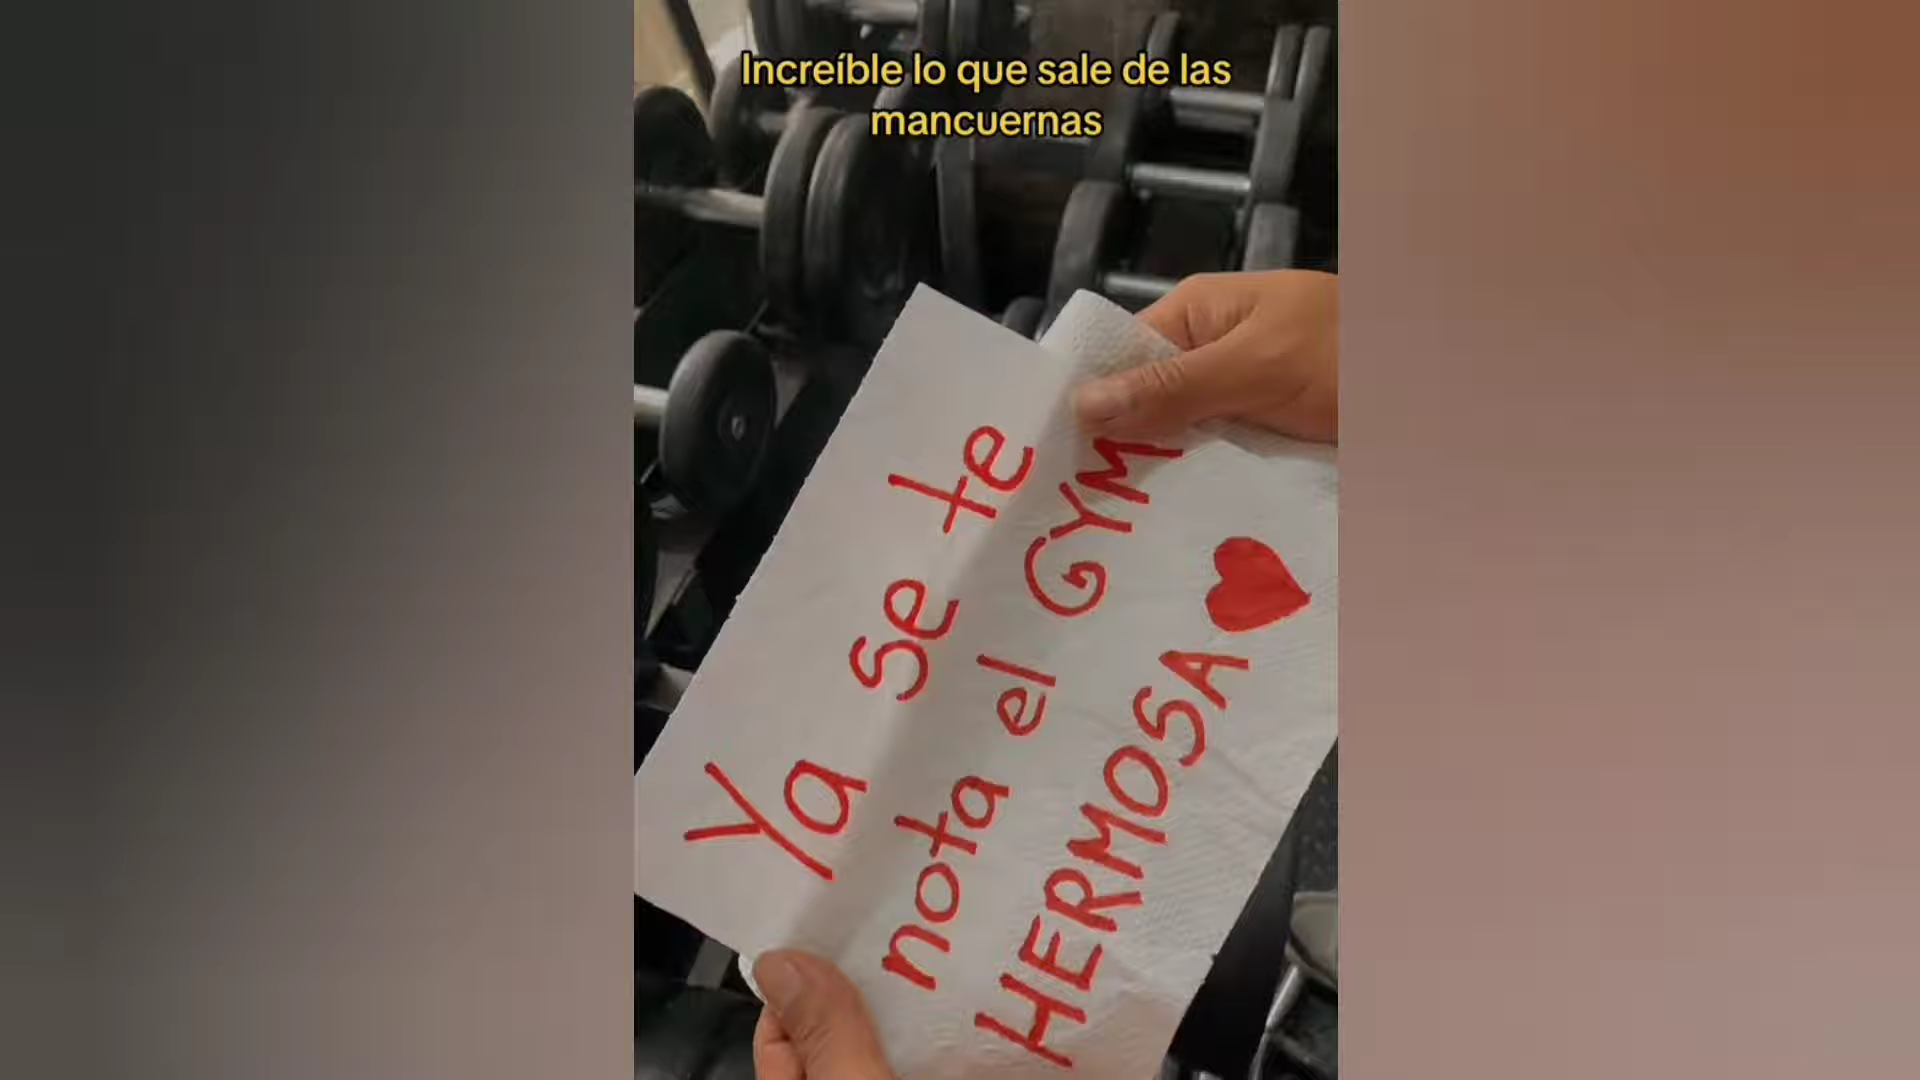 Increíble lo que sale de las
mancuernas
Ya se te
nota el GYM
HERMOSA